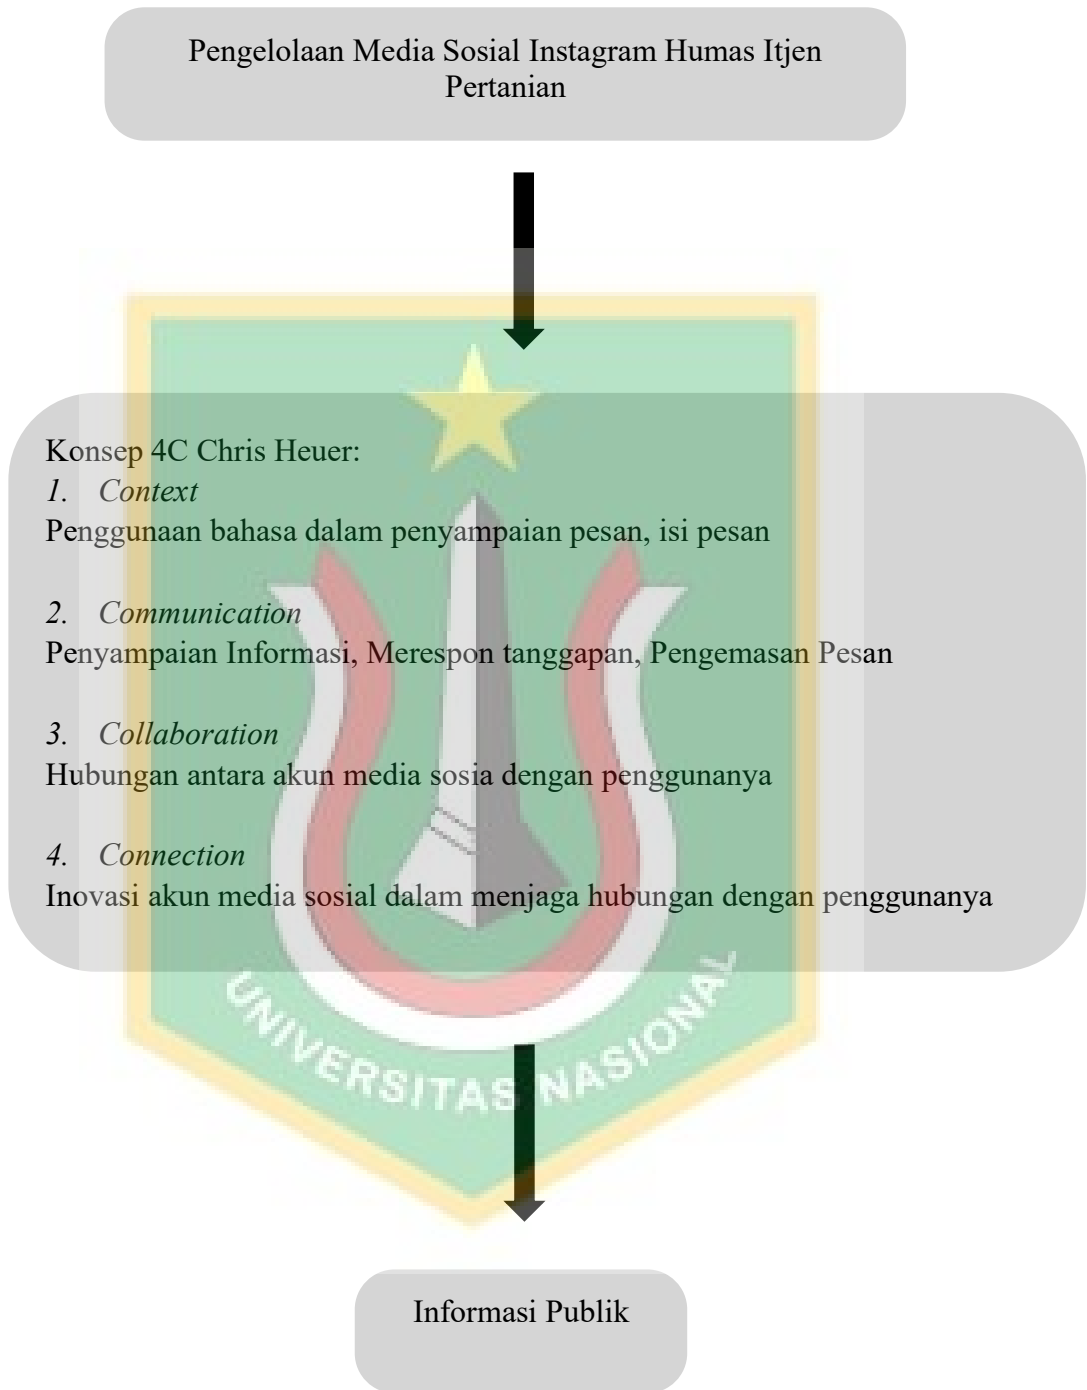 Pengelolaan Media Sosial Instagram Humas Itjen
Pertanian
Konsep 4C Chris Heuer:
1. Context
Penggunaan bahasa dalam penyampaian pesan, isi pesan
2. Communication
Penyampaian Informasi, Merespon tanggapan, Pengemasan Pesan
3. Collaboration
Hubungan antara akun media sosia dengan penggunanya
4. Connection
Inovasi akun media sosial dalam menjaga hubungan dengan penggunanya
UNIVERSITAS NASIONAL
Informasi Publik